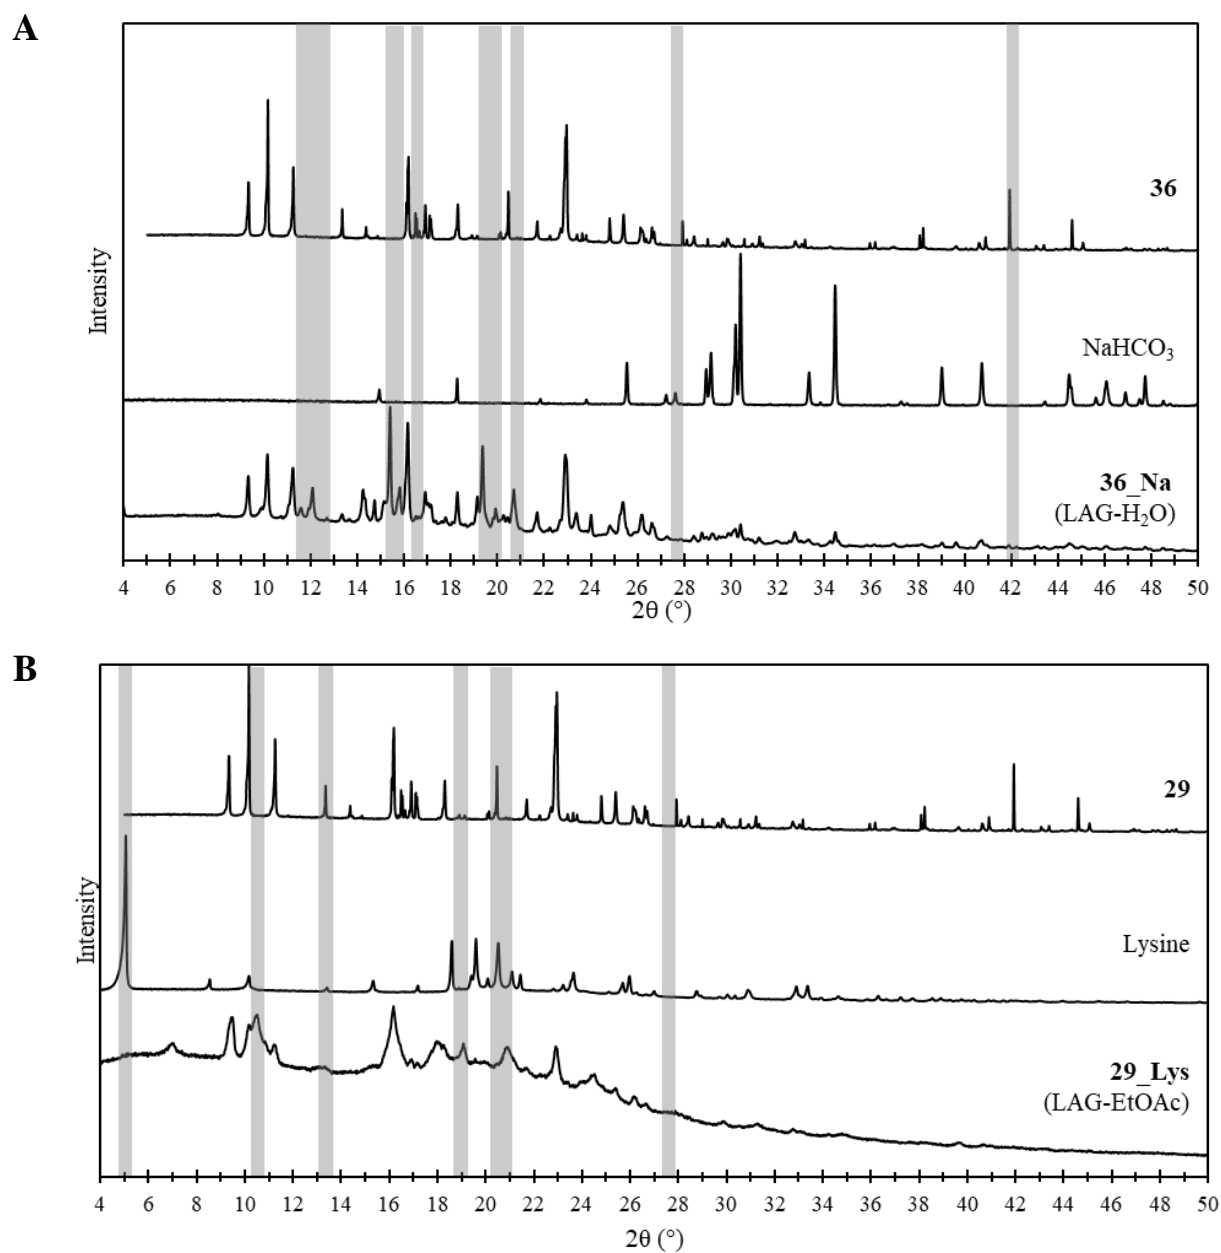 A
36
NaHCO₃
36_Na
(LAG-H₂O)
Intensity
4 6 8 10 12 14 16 18 20 22 24 26 28 30 32 34 36 38 40 42 44 46 48 50
2θ (°)
B
29
Lysine
29_Lys
(LAG-EtOAc)
Intensity
4 6 8 10 12 14 16 18 20 22 24 26 28 30 32 34 36 38 40 42 44 46 48 50
2θ (°)